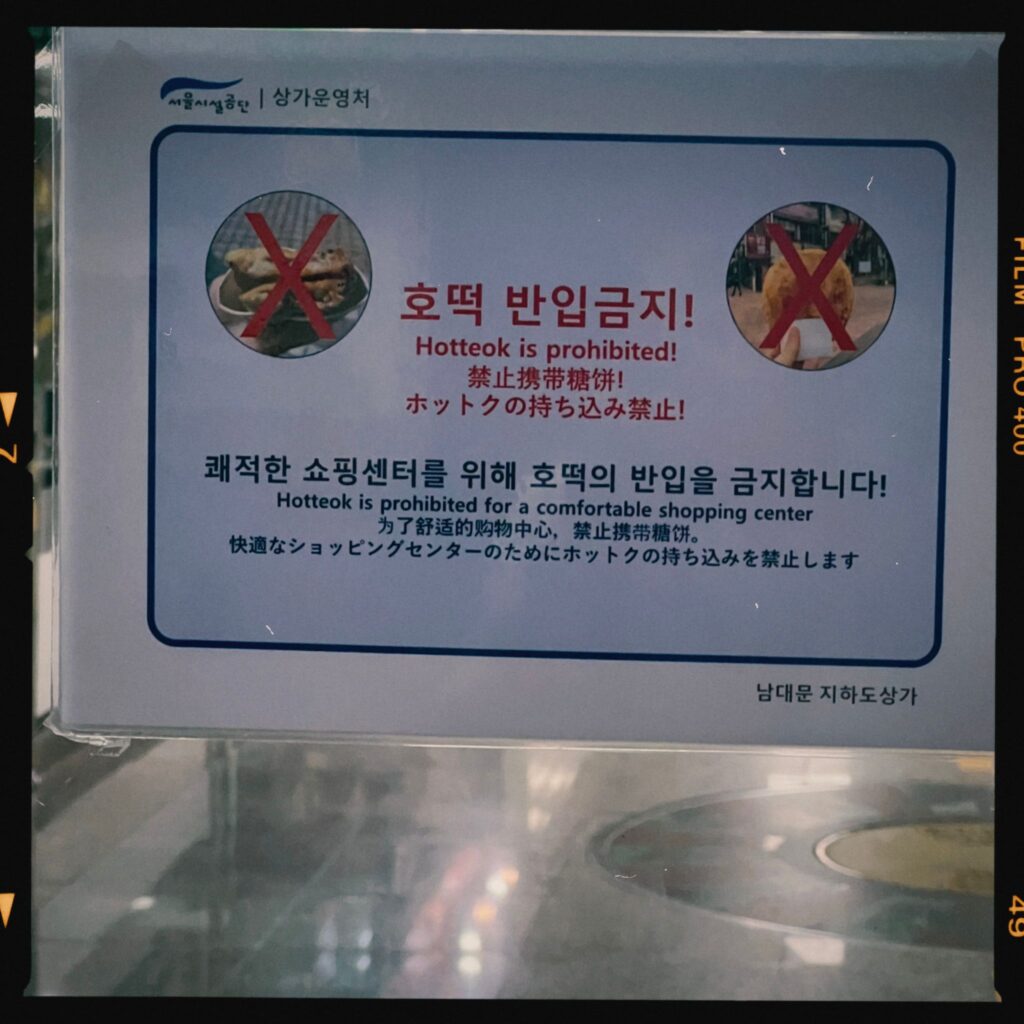 서울시설공단 | 상가운영처
호떡 반입금지!
Hotteok is prohibited!
禁止携带糖饼!
ホットクの持ち込み禁止!
쾌적한 쇼핑센터를 위해 호떡의 반입을 금지합니다!
Hotteok is prohibited for a comfortable shopping center
为了舒适的购物中心，禁止携带糖饼。
快適なショッピングセンターのためにホットクの持ち込みを禁止します
남대문 지하도상가
7
FILM PRO 400
49